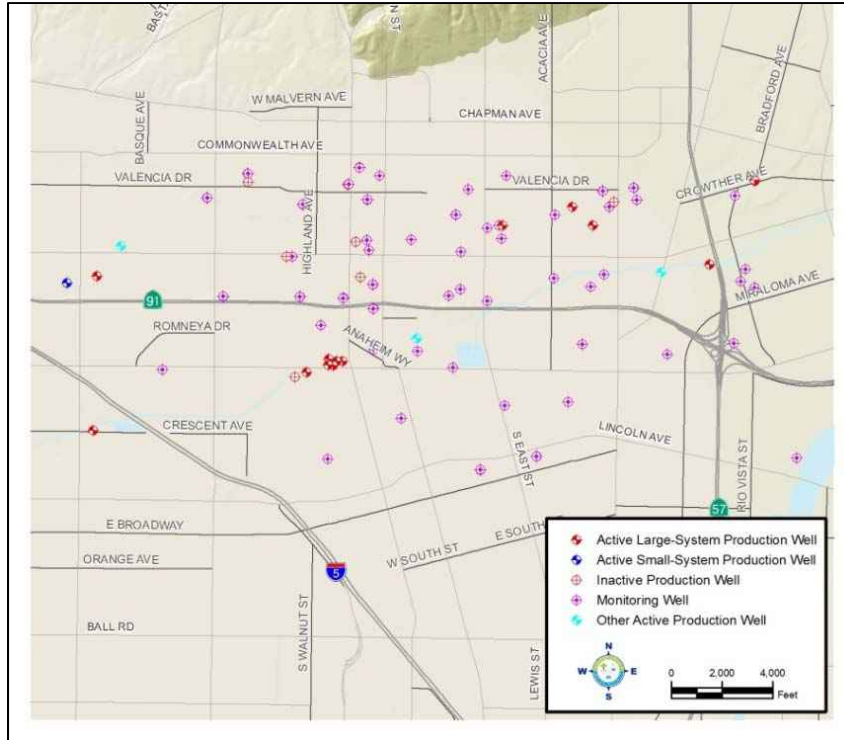 BASQUE AVE
N ST
ACACIA AVE
BRADFORD AVE
W MALVERN AVE
CHAPMAN AVE
COMMONWEALTH AVE
VALENCIA DR
VALENCIA DR
CROWTHER AVE
HIGHLAND AVE
91
MIRALOMA AVE
ROMNEYA DR
ANAHEIM WY
CRESCENT AVE
LINCOLN AVE
S EAST ST
RIO VISTA ST
57
E BROADWAY
E SOUTH
W SOUTH ST
ORANGE AVE
5
BALL RD
S WALNUT ST
LEWIS ST
Active Large-System Production Well
Active Small-System Production Well
Inactive Production Well
Monitoring Well
Other Active Production Well
N
W E
S
0 2,000 4,000
Feet